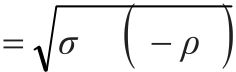 = √σ ( − ρ )